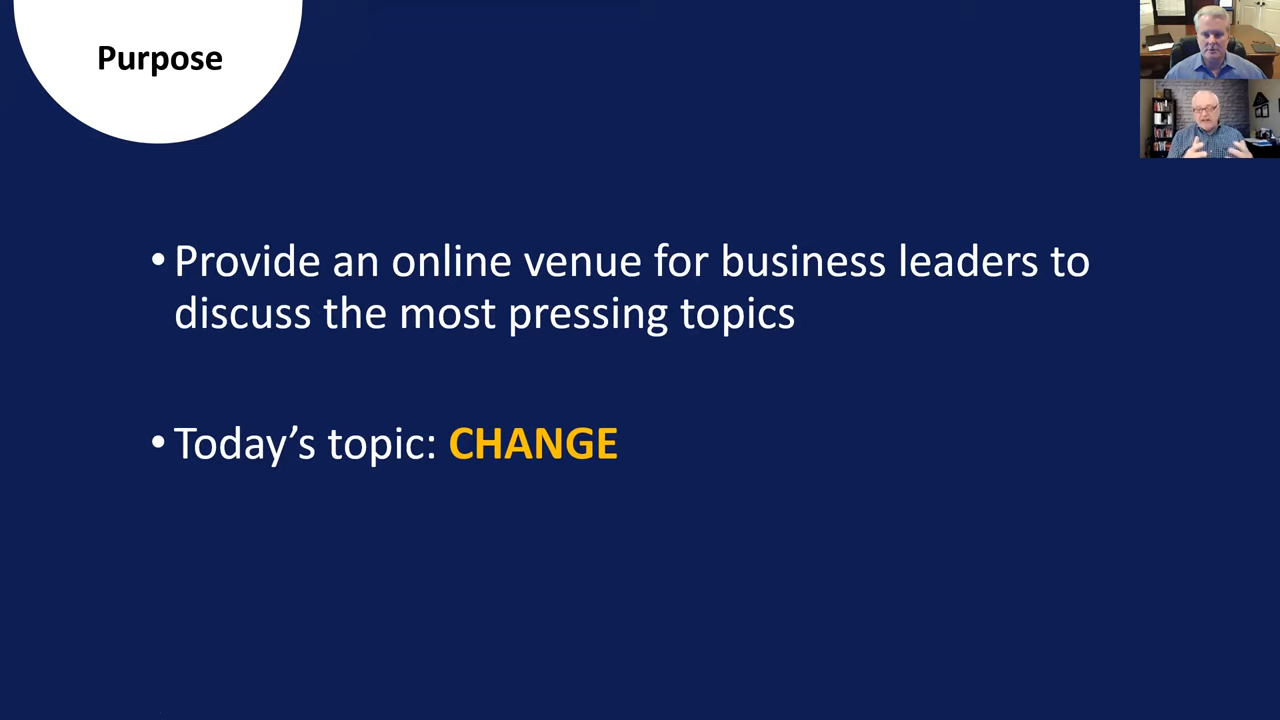 Purpose
• Provide an online venue for business leaders to
discuss the most pressing topics
• Today’s topic: CHANGE